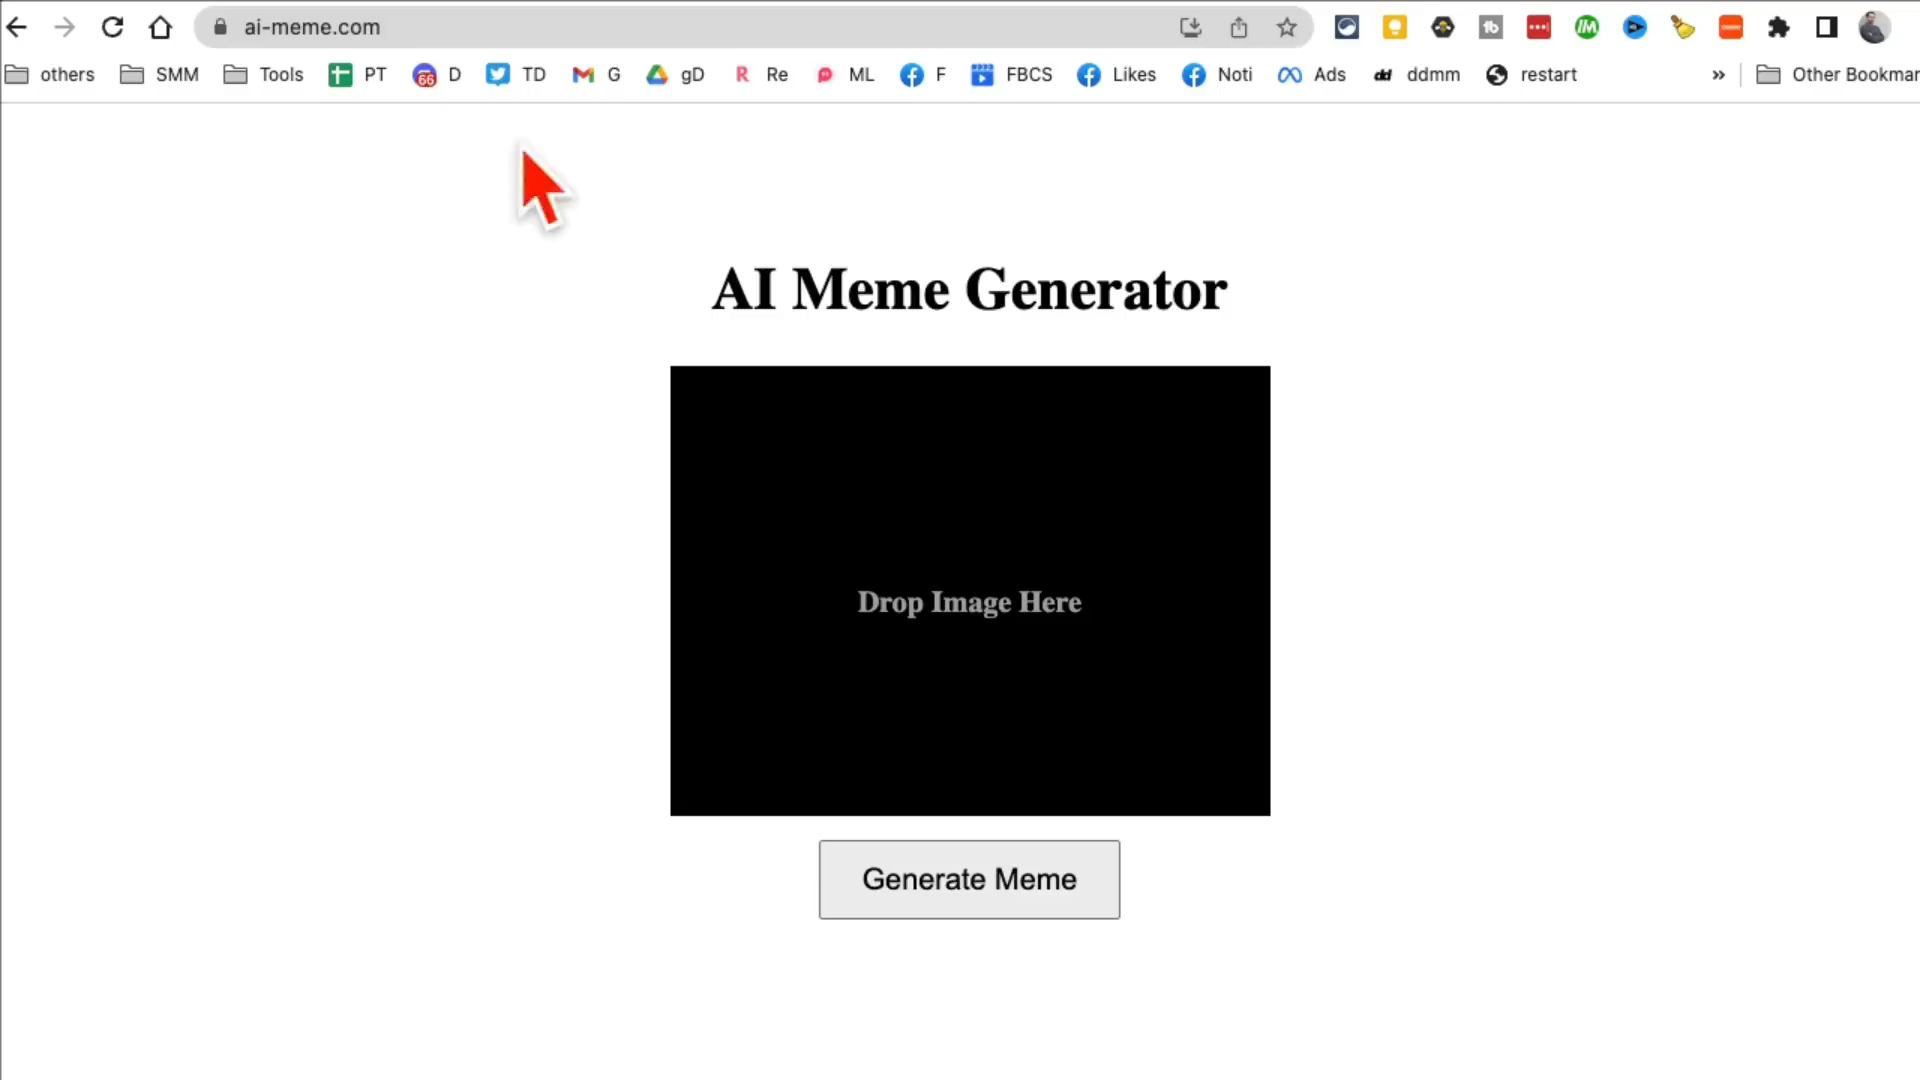 ai-meme.com
others SMM Tools PT 66 D TD G gD Re ML F FBCS Likes Noti Ads ddmm restart » Other Bookmar
AI Meme Generator
Drop Image Here
Generate Meme